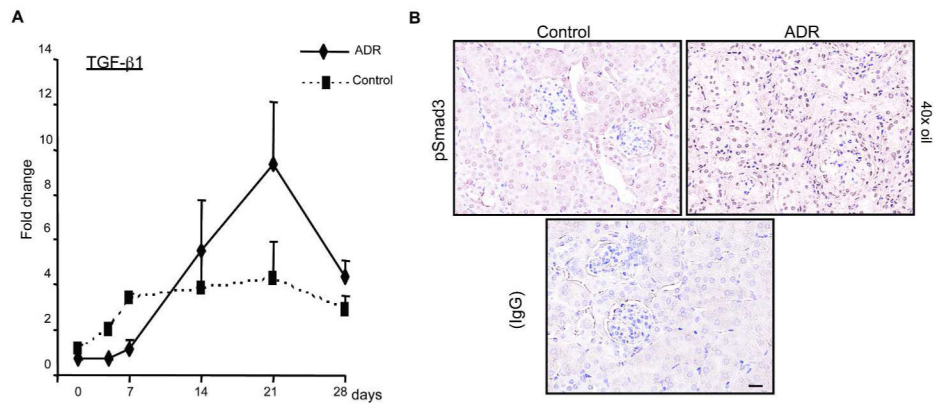 A
TGF-β1
ADR
Control
Fold change
14
12
10
8
6
4
2
0
0 7 14 21 28 days
B
Control ADR
pSmad3
40x oil
(IgG)